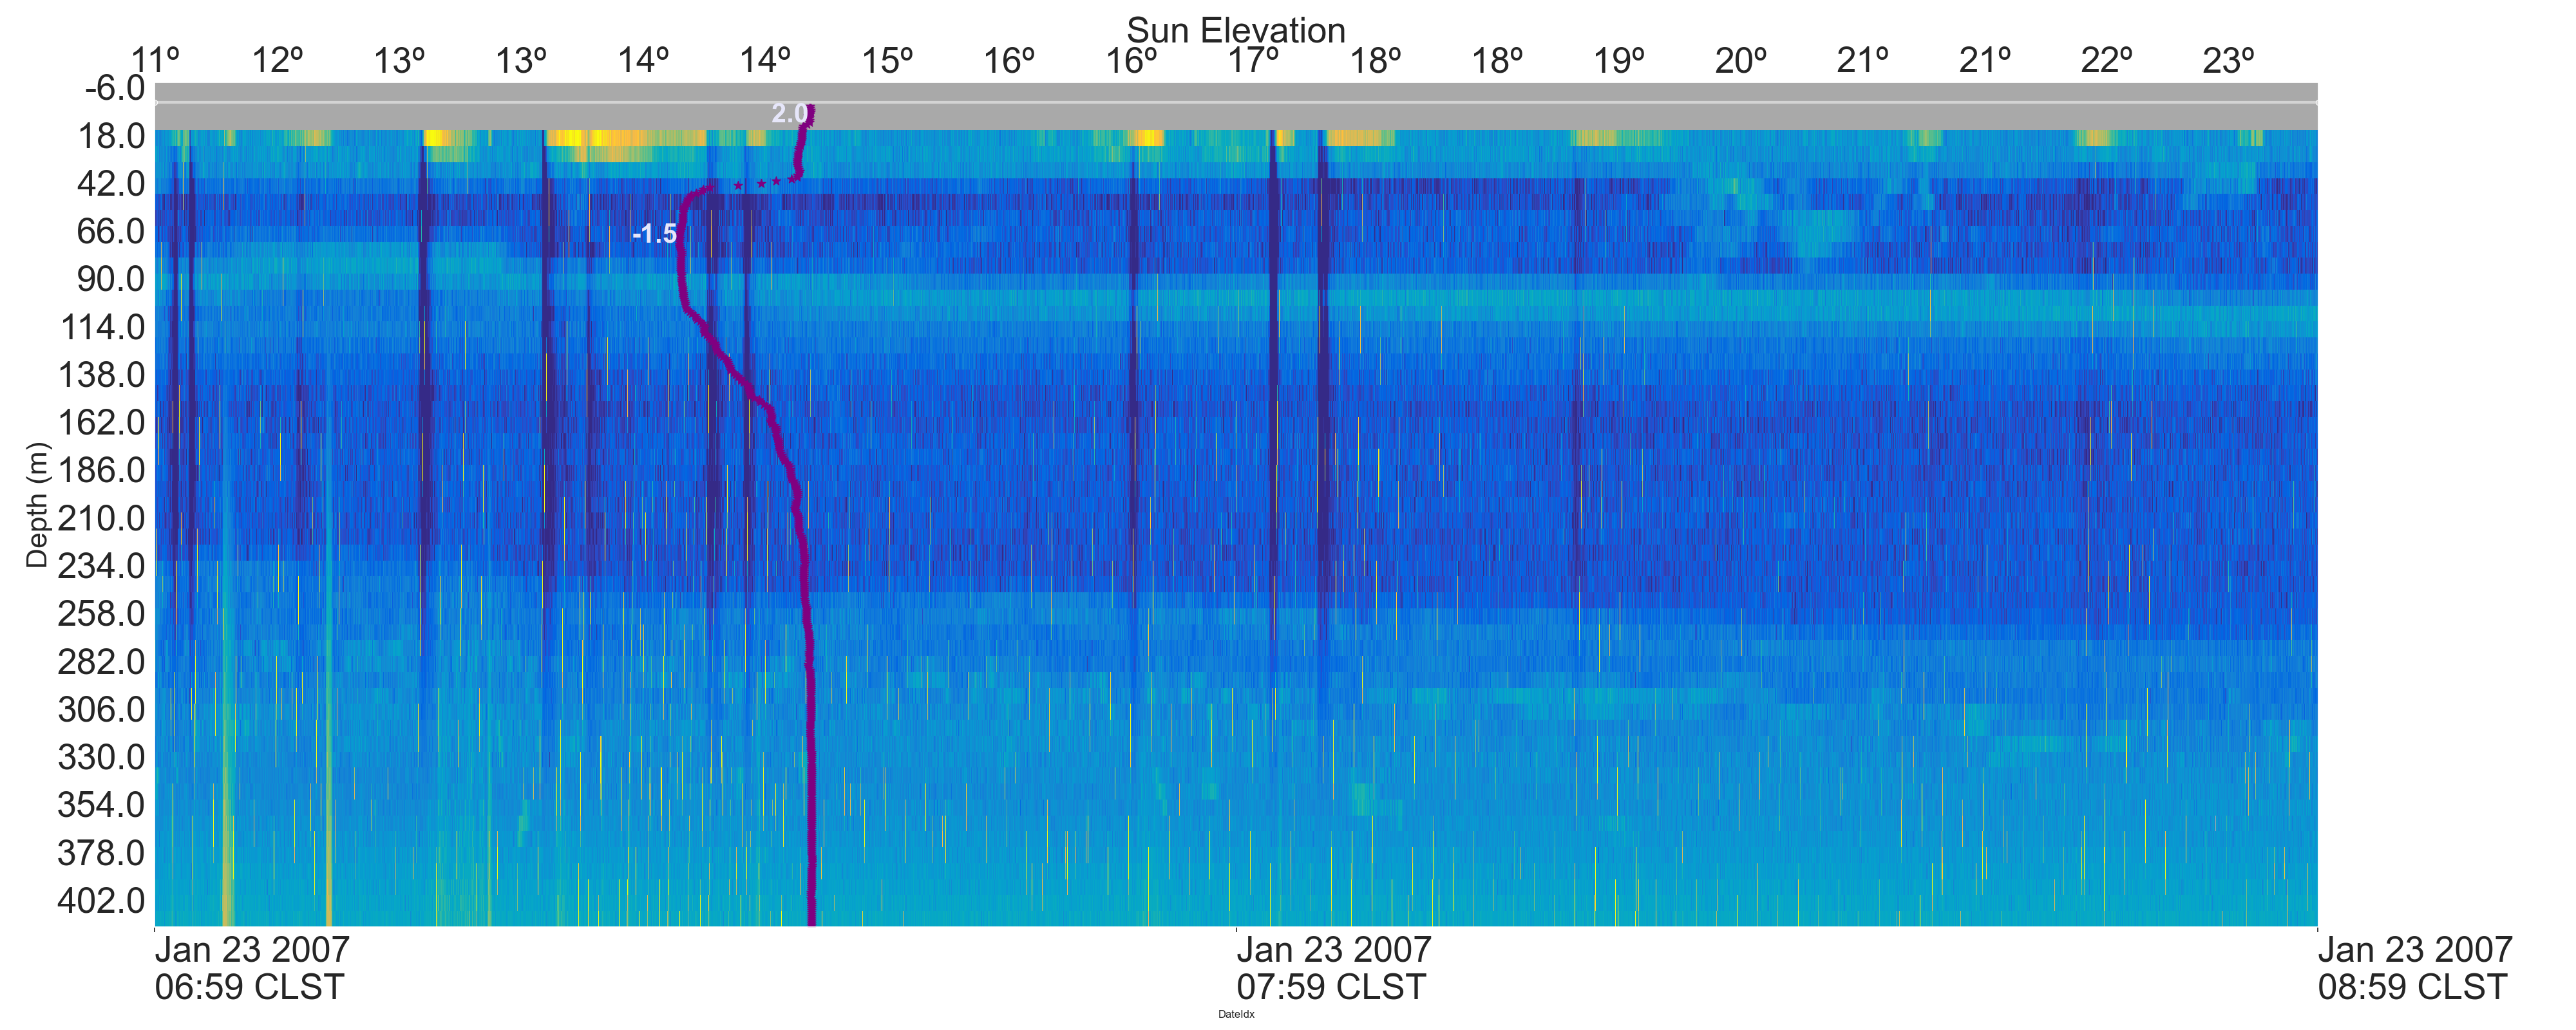 Sun Elevation
11º 12º 13º 13º 14º 14º 15º 16º 16º 17º 18º 18º 19º 20º 21º 21º 22º 23º
-6.0
2.0
18.0
42.0
66.0
-1.5
90.0
114.0
138.0
162.0
186.0
210.0
234.0
258.0
282.0
306.0
330.0
354.0
378.0
402.0
Depth (m)
Jan 23 2007
06:59 CLST
Jan 23 2007
07:59 CLST
Jan 23 2007
08:59 CLST
DateIdx